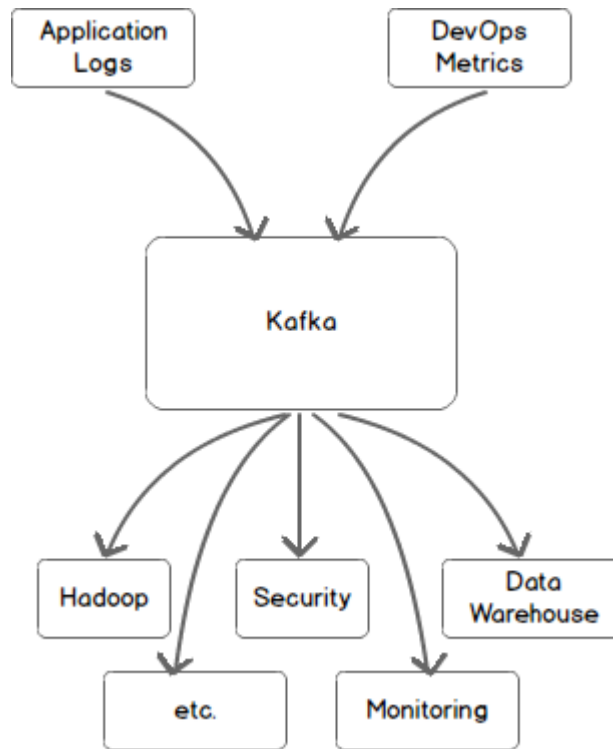 Application
Logs
DevOps
Metrics
Kafka
Hadoop
Security
Data
Warehouse
etc.
Monitoring